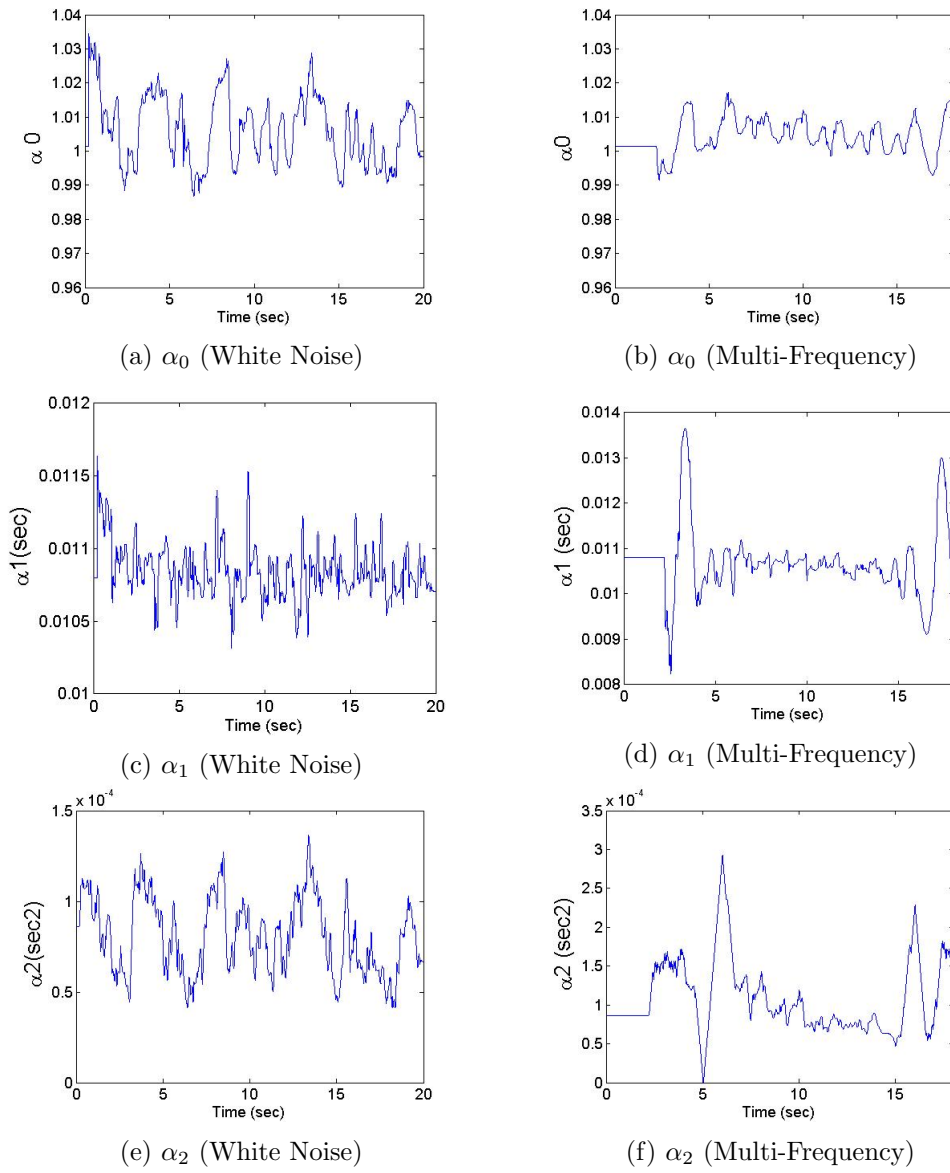 1.04
1.03
1.02
1.01
1
0.99
0.98
0.97
0.96
α 0
0 5 10 15 20
Time (sec)
(a) α₀ (White Noise)
1.04
1.03
1.02
1.01
1
0.99
0.98
0.97
0.96
α0
0 5 10 15
Time (sec)
(b) α₀ (Multi-Frequency)
0.012
0.0115
0.011
0.0105
0.01
α1(sec)
0 5 10 15 20
Time (sec)
(c) α₁ (White Noise)
0.014
0.013
0.012
0.011
0.01
0.009
0.008
α1 (sec)
0 5 10 15
Time (sec)
(d) α₁ (Multi-Frequency)
x 10⁻⁴
1.5
1
0.5
0
α2(sec2)
0 5 10 15 20
Time (sec)
(e) α₂ (White Noise)
x 10⁻⁴
3.5
3
2.5
2
1.5
1
0.5
0
α2 (sec2)
0 5 10 15
Time (sec)
(f) α₂ (Multi-Frequency)